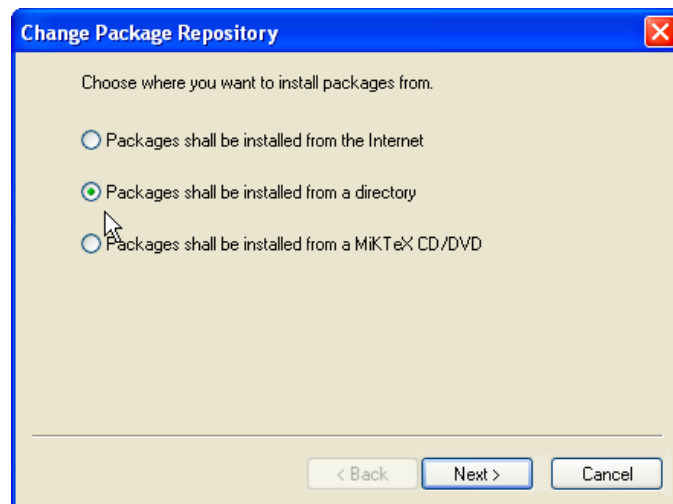 Change Package Repository
Choose where you want to install packages from.
Packages shall be installed from the Internet
Packages shall be installed from a directory
Packages shall be installed from a MiKTeX CD/DVD
< Back Next > Cancel